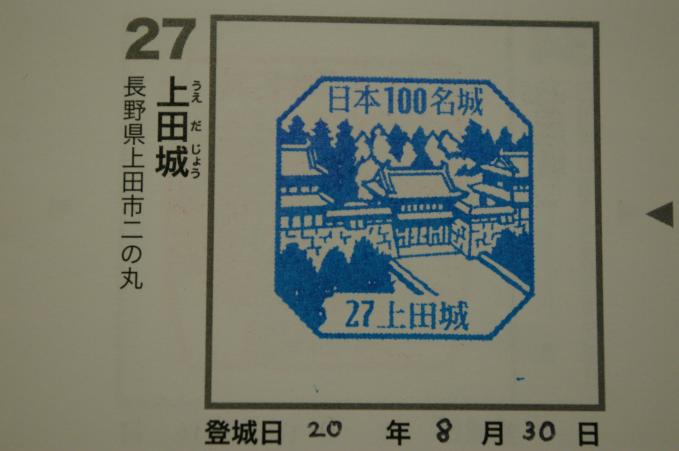 27
上田城
うえだじょう
長野県上田市二の丸
日本100名城
27上田城
登城日 20 年 8 月 30 日